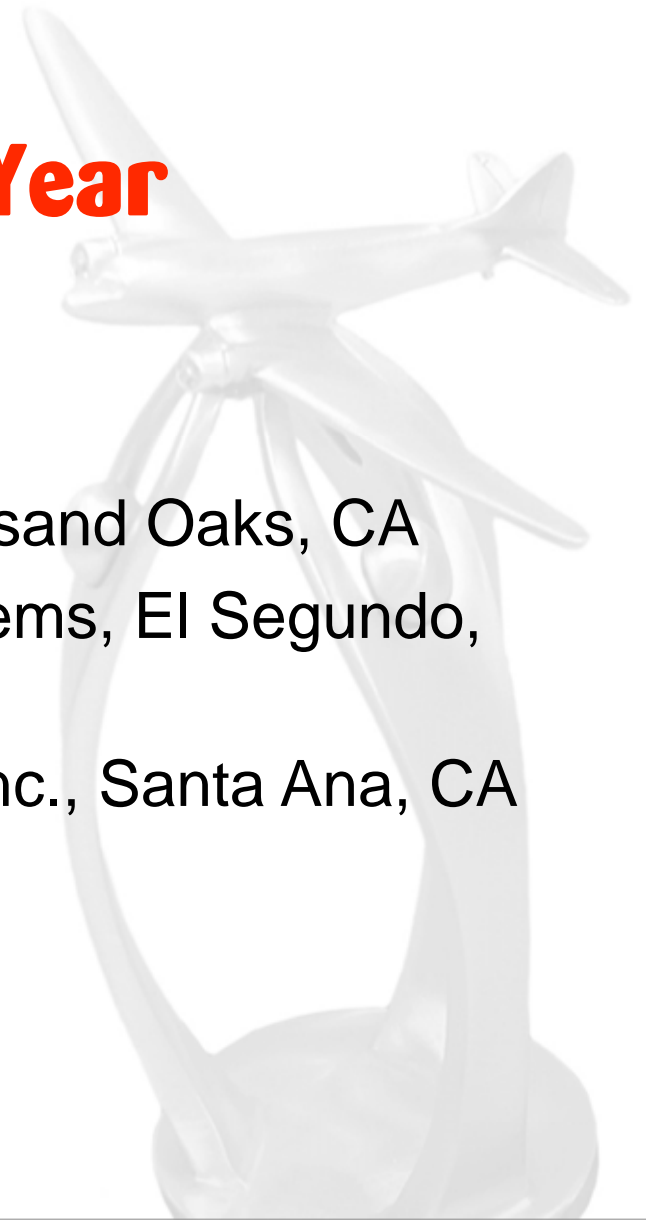 Year
sand Oaks, CA
ems, El Segundo,
nc., Santa Ana, CA